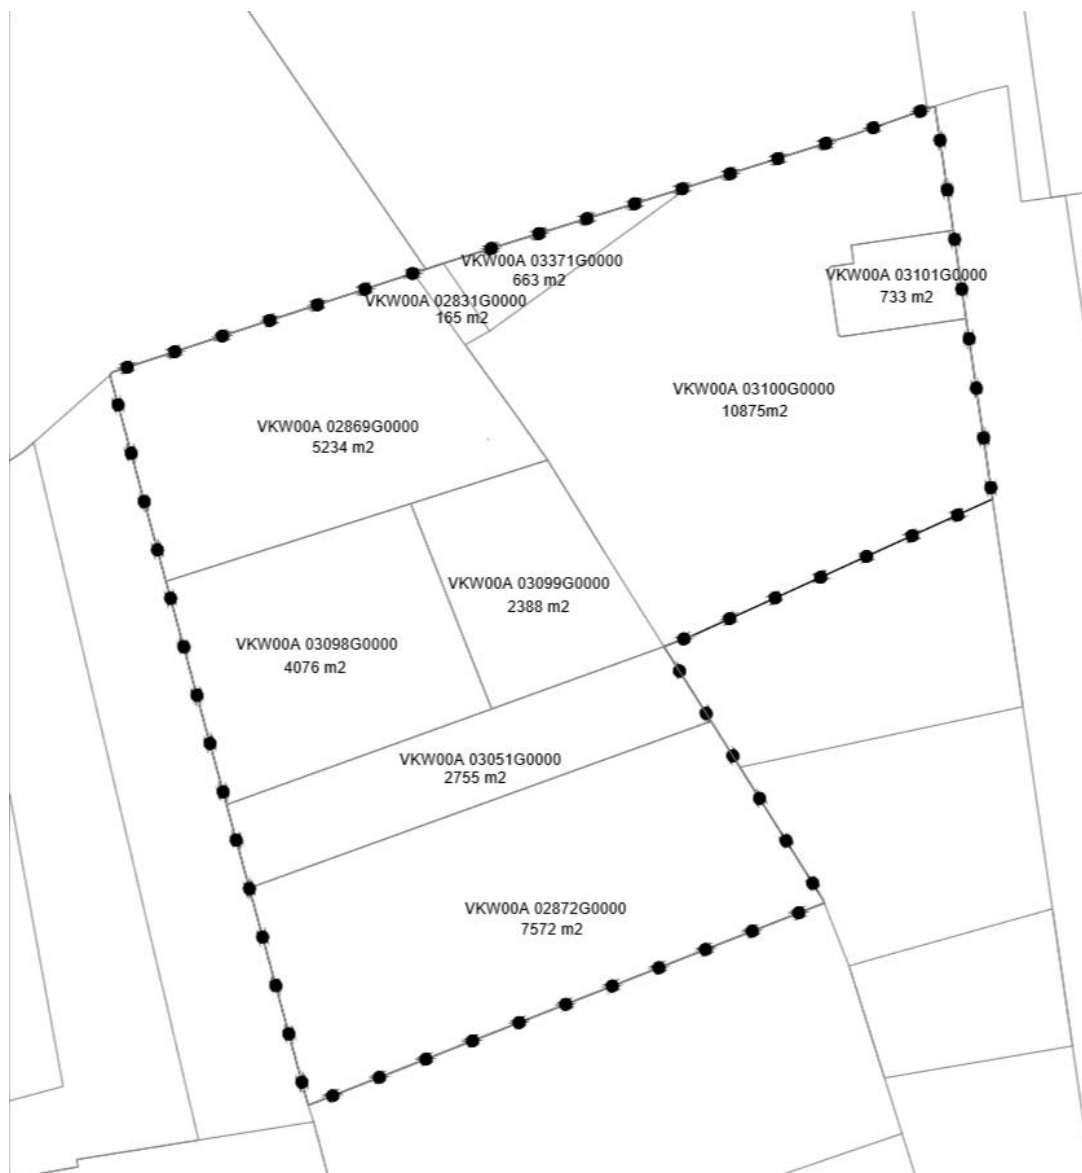 VKW00A 03371G0000
663 m2
VKW00A 03101G0000
733 m2
VKW00A 02831G0000
165 m2
VKW00A 03100G0000
10875m2
VKW00A 02869G0000
5234 m2
VKW00A 03099G0000
2388 m2
VKW00A 03098G0000
4076 m2
VKW00A 03051G0000
2755 m2
VKW00A 02872G0000
7572 m2